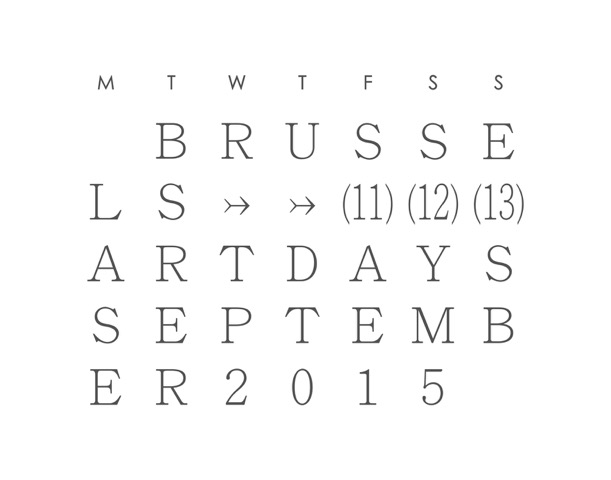 M T W T F S S
B R U S S E
L S ↣ ↣ (11) (12) (13)
A R T D A Y S
S E P T E M B
E R 2 0 1 5